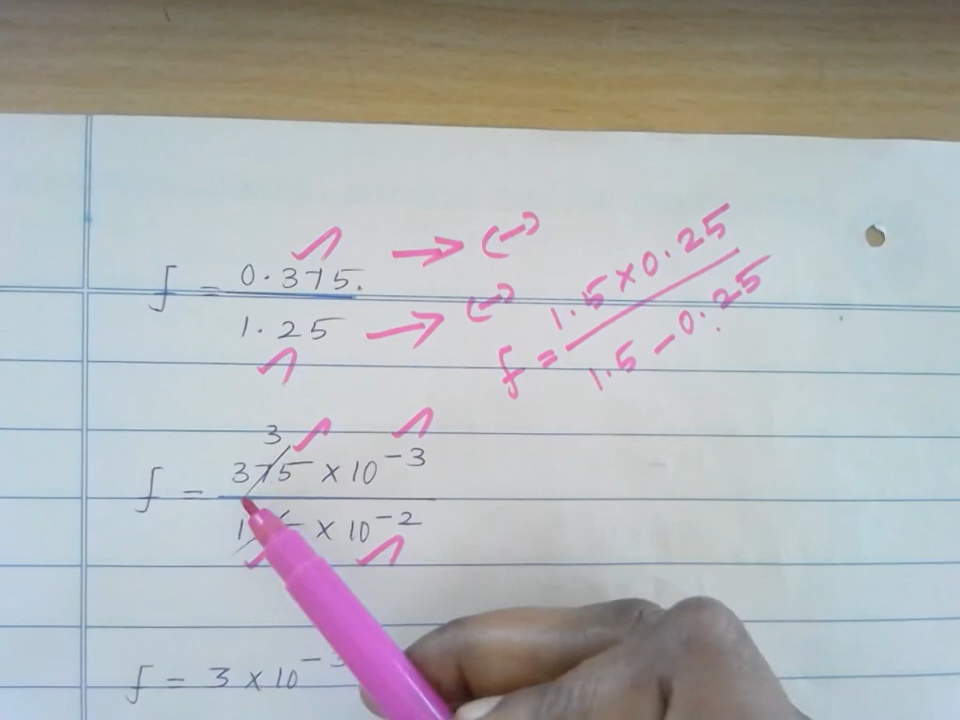 f = 0.375.
1.25
f = 1.5 × 0.25
1.5 – 0.25
3
f = 375 × 10⁻³
× 10⁻²
f = 3 × 10